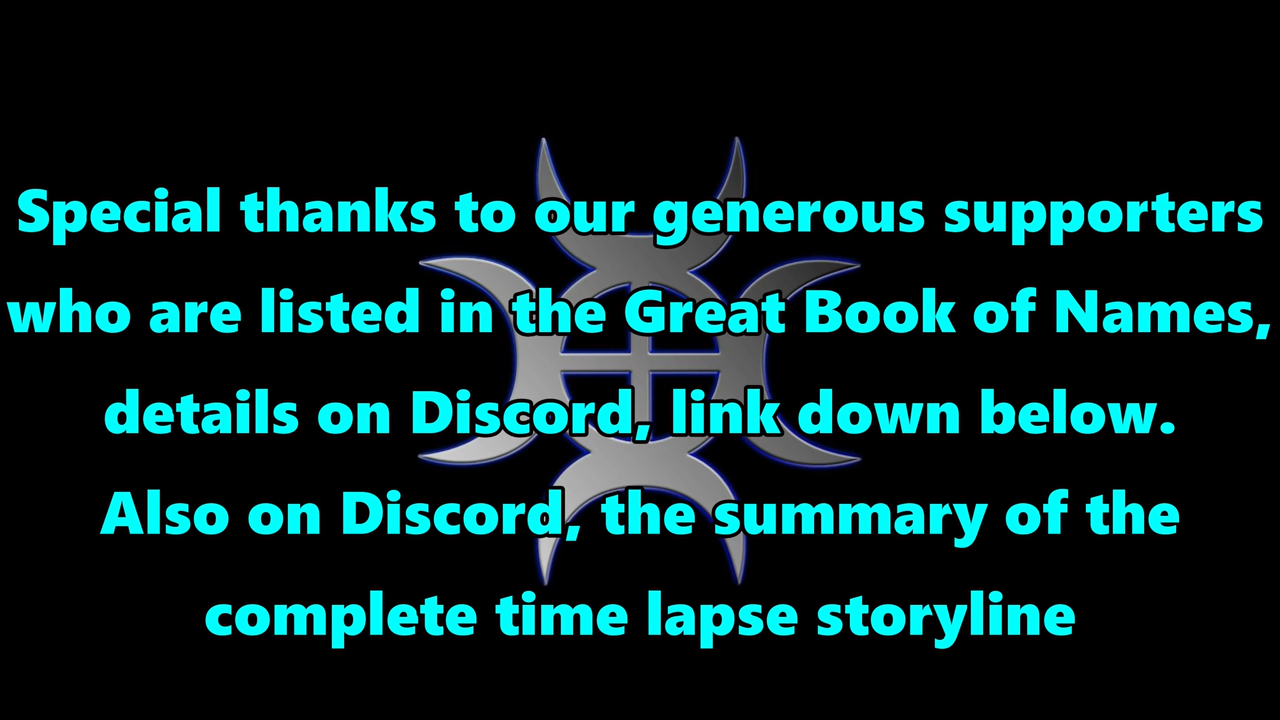 Special thanks to our generous supporters
who are listed in the Great Book of Names,
details on Discord, link down below.
Also on Discord, the summary of the
complete time lapse storyline